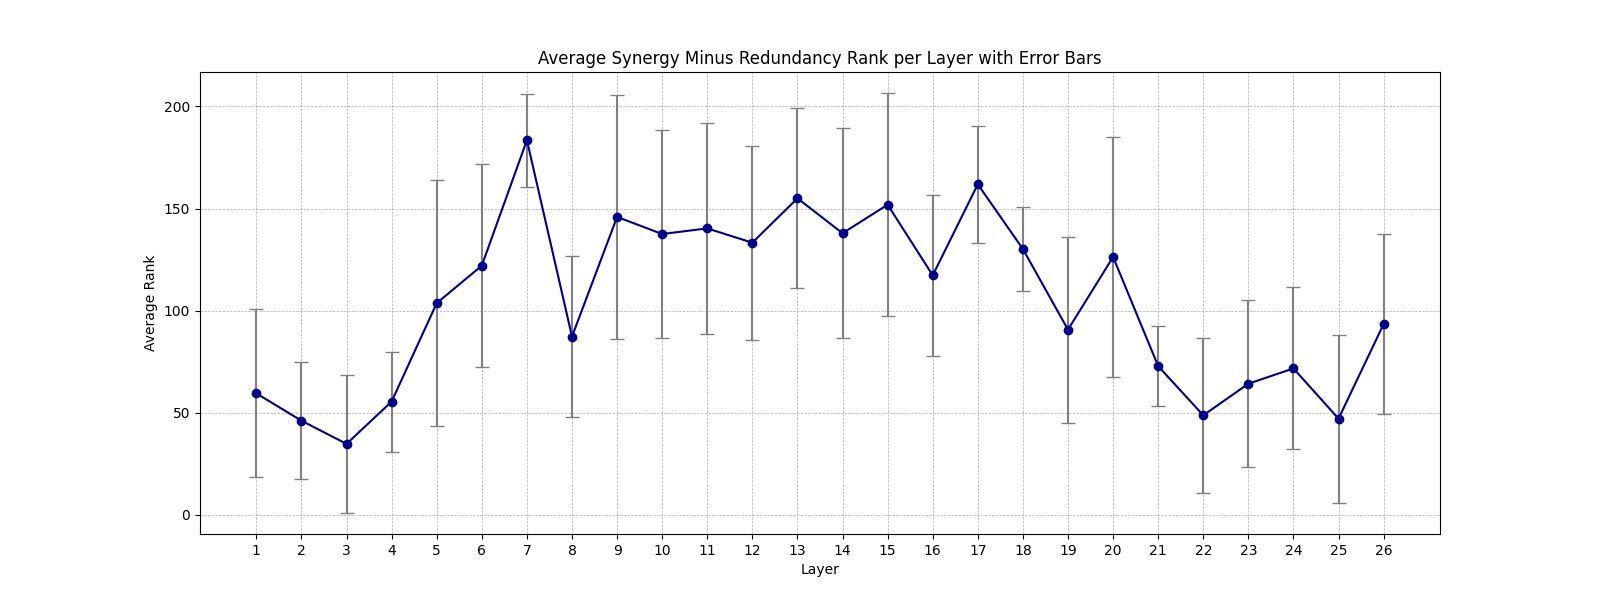 Average Synergy Minus Redundancy Rank per Layer with Error Bars
200
150
100
50
0
Average Rank
1 2 3 4 5 6 7 8 9 10 11 12 13 14 15 16 17 18 19 20 21 22 23 24 25 26
Layer